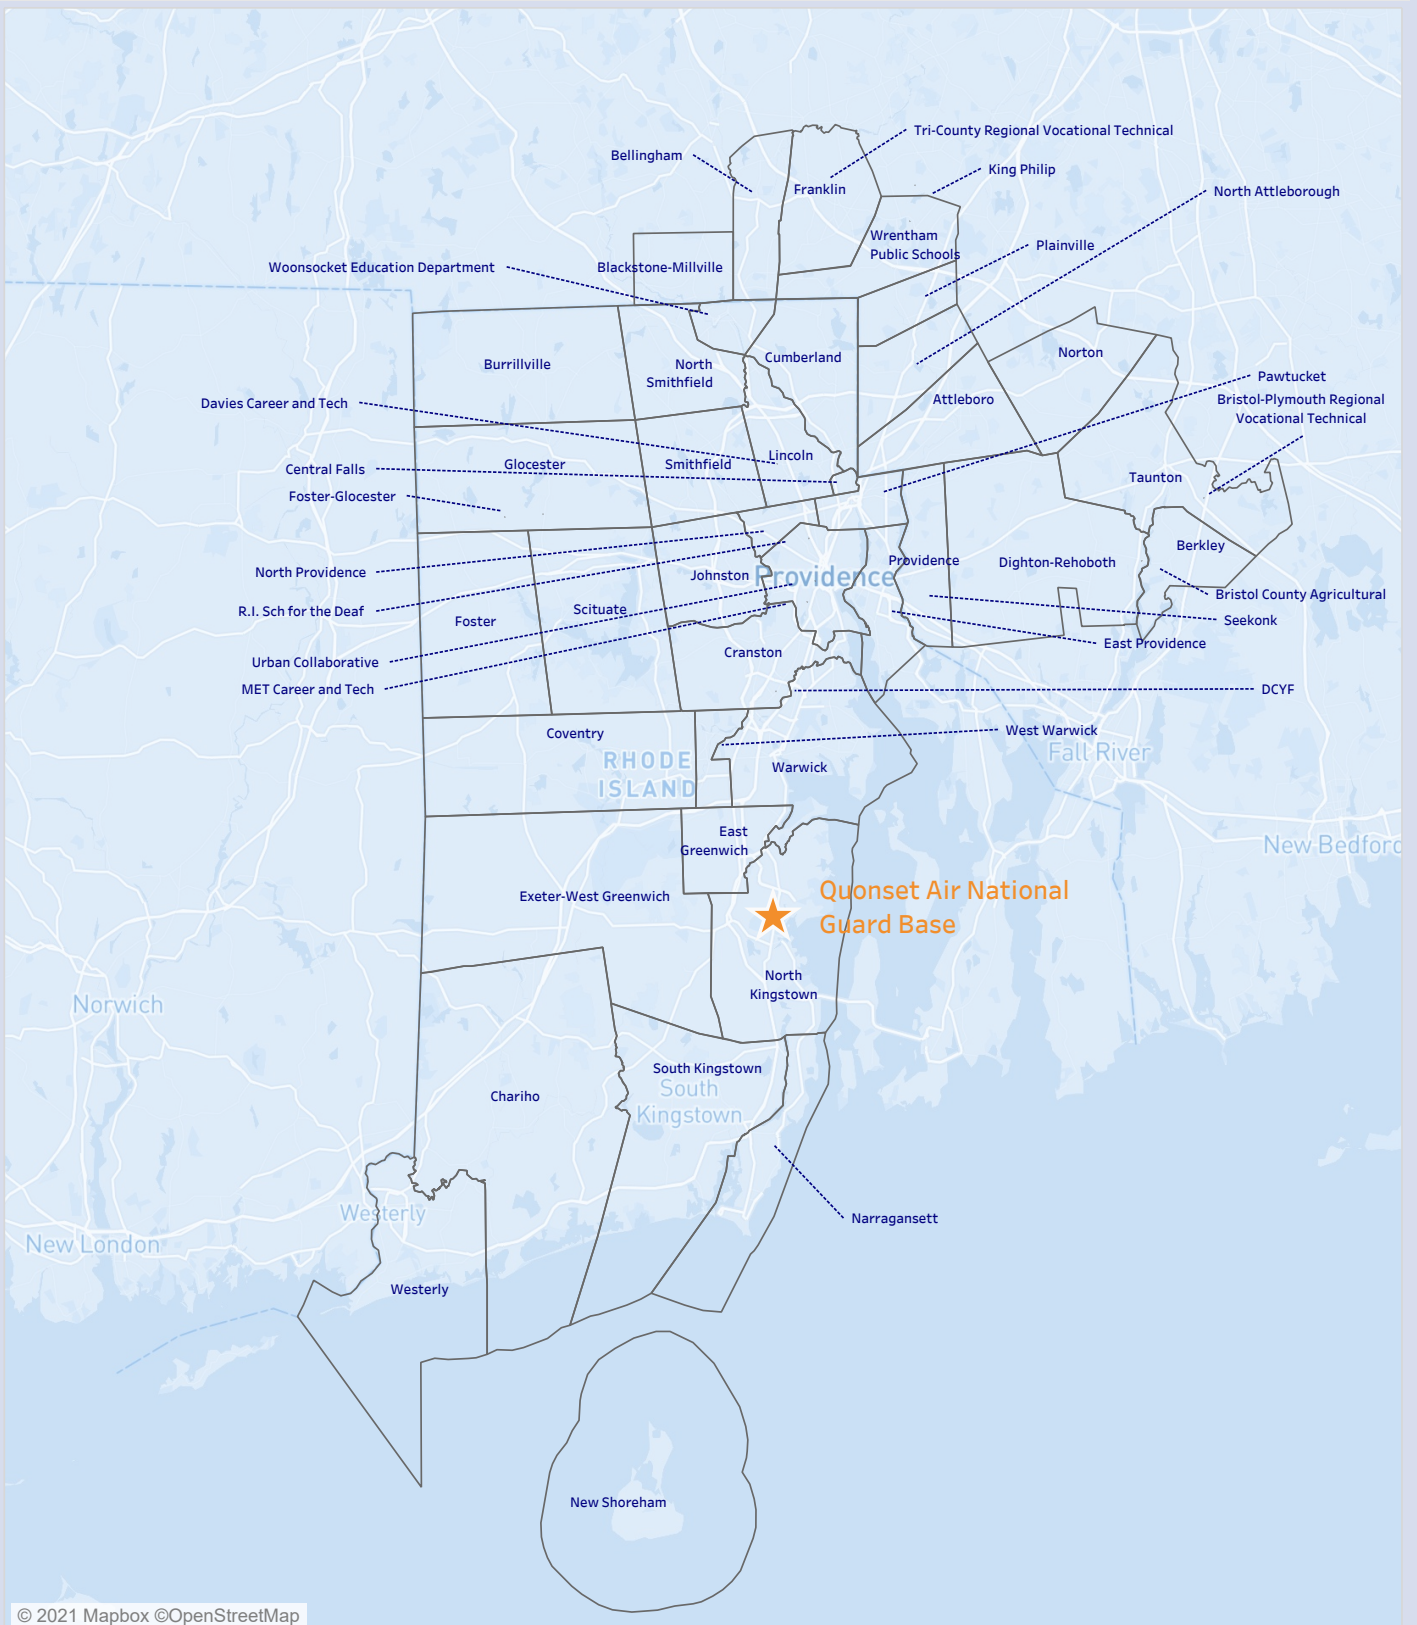 Tri-County Regional Vocational Technical
Bellingham
King Philip
Franklin
North Attleborough
Wrentham
Public Schools
Plainville
Woonsocket Education Department
Blackstone-Millville
Burrillville
North
Smithfield
Cumberland
Norton
Pawtucket
Davies Career and Tech
Attleboro
Bristol-Plymouth Regional
Vocational Technical
Central Falls
Glocester
Smithfield
Lincoln
Taunton
Foster-Glocester
Berkley
North Providence
Johnston
Providence
Providence
Dighton-Rehoboth
Bristol County Agricultural
R.I. Sch for the Deaf
Foster
Scituate
Seekonk
East Providence
Urban Collaborative
Cranston
MET Career and Tech
DCYF
Coventry
West Warwick
RHODE
ISLAND
Warwick
Fall River
East
Greenwich
New Bedford
Exeter-West Greenwich
Quonset Air National
Guard Base
North
Kingstown
Norwich
South Kingstown
South
Kingstown
Chariho
Westerly
Narragansett
New London
Westerly
New Shoreham
© 2021 Mapbox ©OpenStreetMap